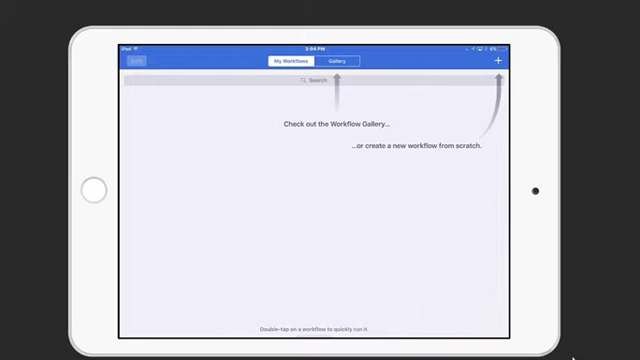 iPad 2:04 PM
Edit My Workflows Gallery +
Search
Check out the Workflow Gallery...
...or create a new workflow from scratch.
Double-tap on a workflow to quickly run it.